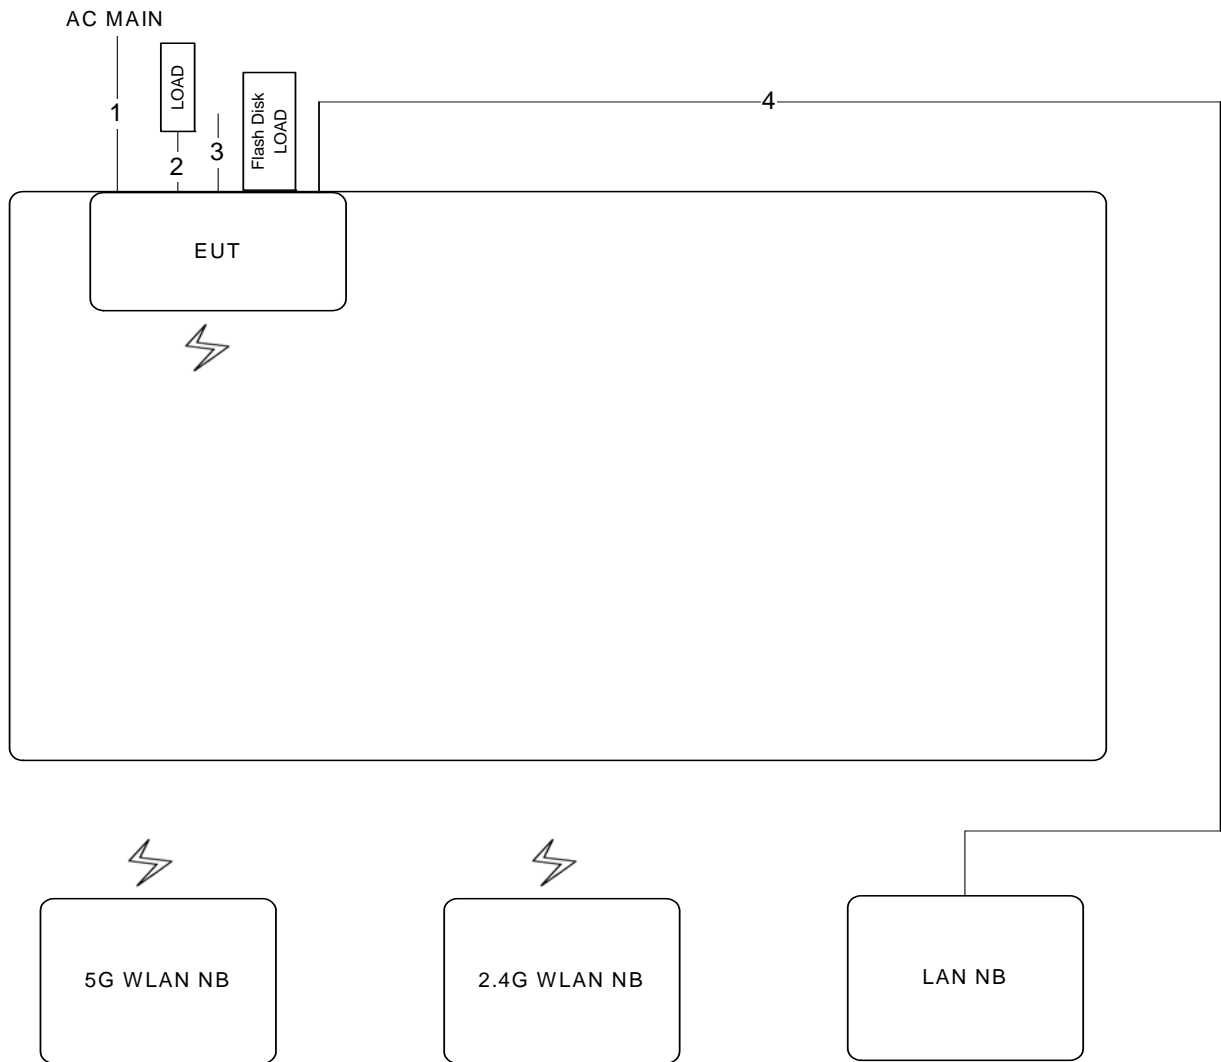 AC MAIN
LOAD
Flash Disk
LOAD
1
2
3
4
EUT
5G WLAN NB
2.4G WLAN NB
LAN NB